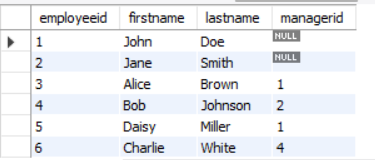 employeeid firstname lastname managerid
1 John Doe NULL
2 Jane Smith NULL
3 Alice Brown 1
4 Bob Johnson 2
5 Daisy Miller 1
6 Charlie White 4